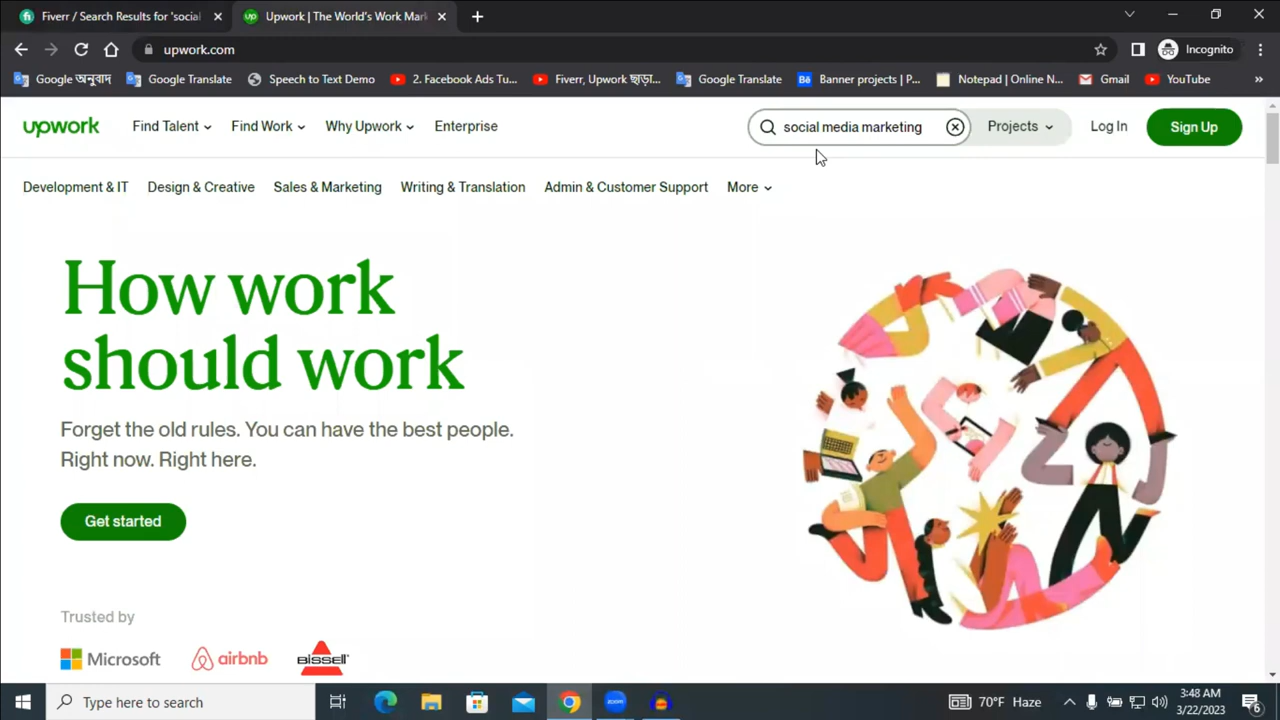 Fiverr / Search Results for 'social
Upwork | The World's Work Mark
upwork.com
Incognito
Google অনুবাদ
Google Translate
Speech to Text Demo
2. Facebook Ads Tu...
Fiverr, Upwork ছাড়া...
Google Translate
Bē Banner projects | P...
Notepad | Online N...
Gmail
YouTube
upwork
Find Talent
Find Work
Why Upwork
Enterprise
social media marketing
Projects
Log In
Sign Up
Development & IT
Design & Creative
Sales & Marketing
Writing & Translation
Admin & Customer Support
More
How work
should work
Forget the old rules. You can have the best people.
Right now. Right here.
Get started
Trusted by
Microsoft
airbnb
BISSELL
Type here to search
zoom
70°F Haze
3:48 AM
3/22/2023
6